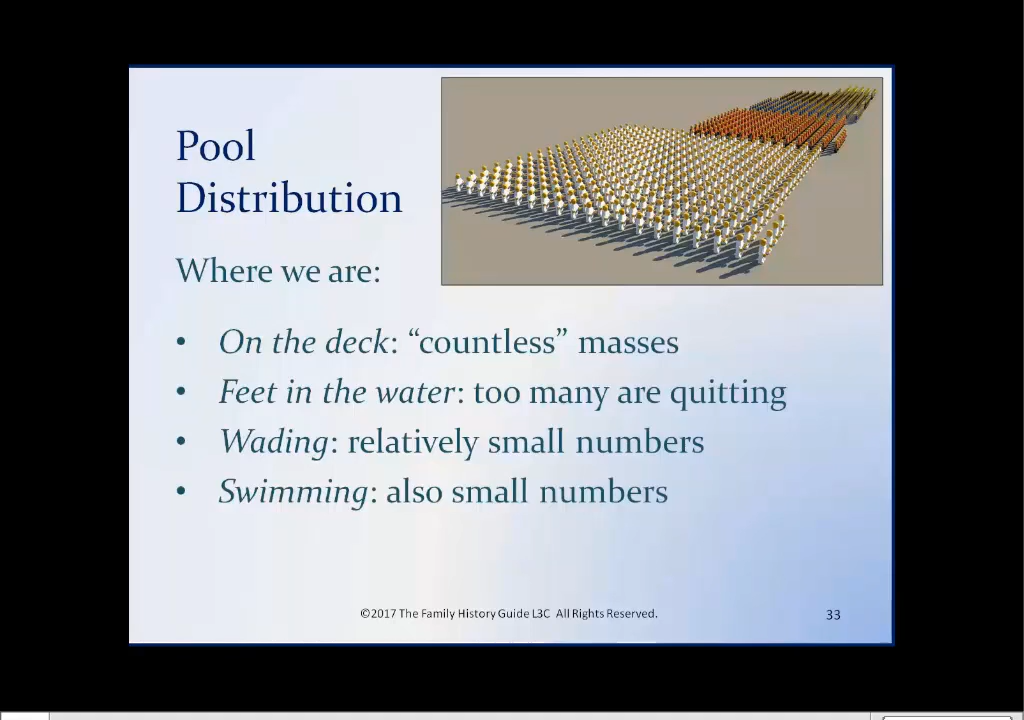 Pool
Distribution
Where we are:
• On the deck: “countless” masses
• Feet in the water: too many are quitting
• Wading: relatively small numbers
• Swimming: also small numbers
©2017 The Family History Guide L3C All Rights Reserved.
33